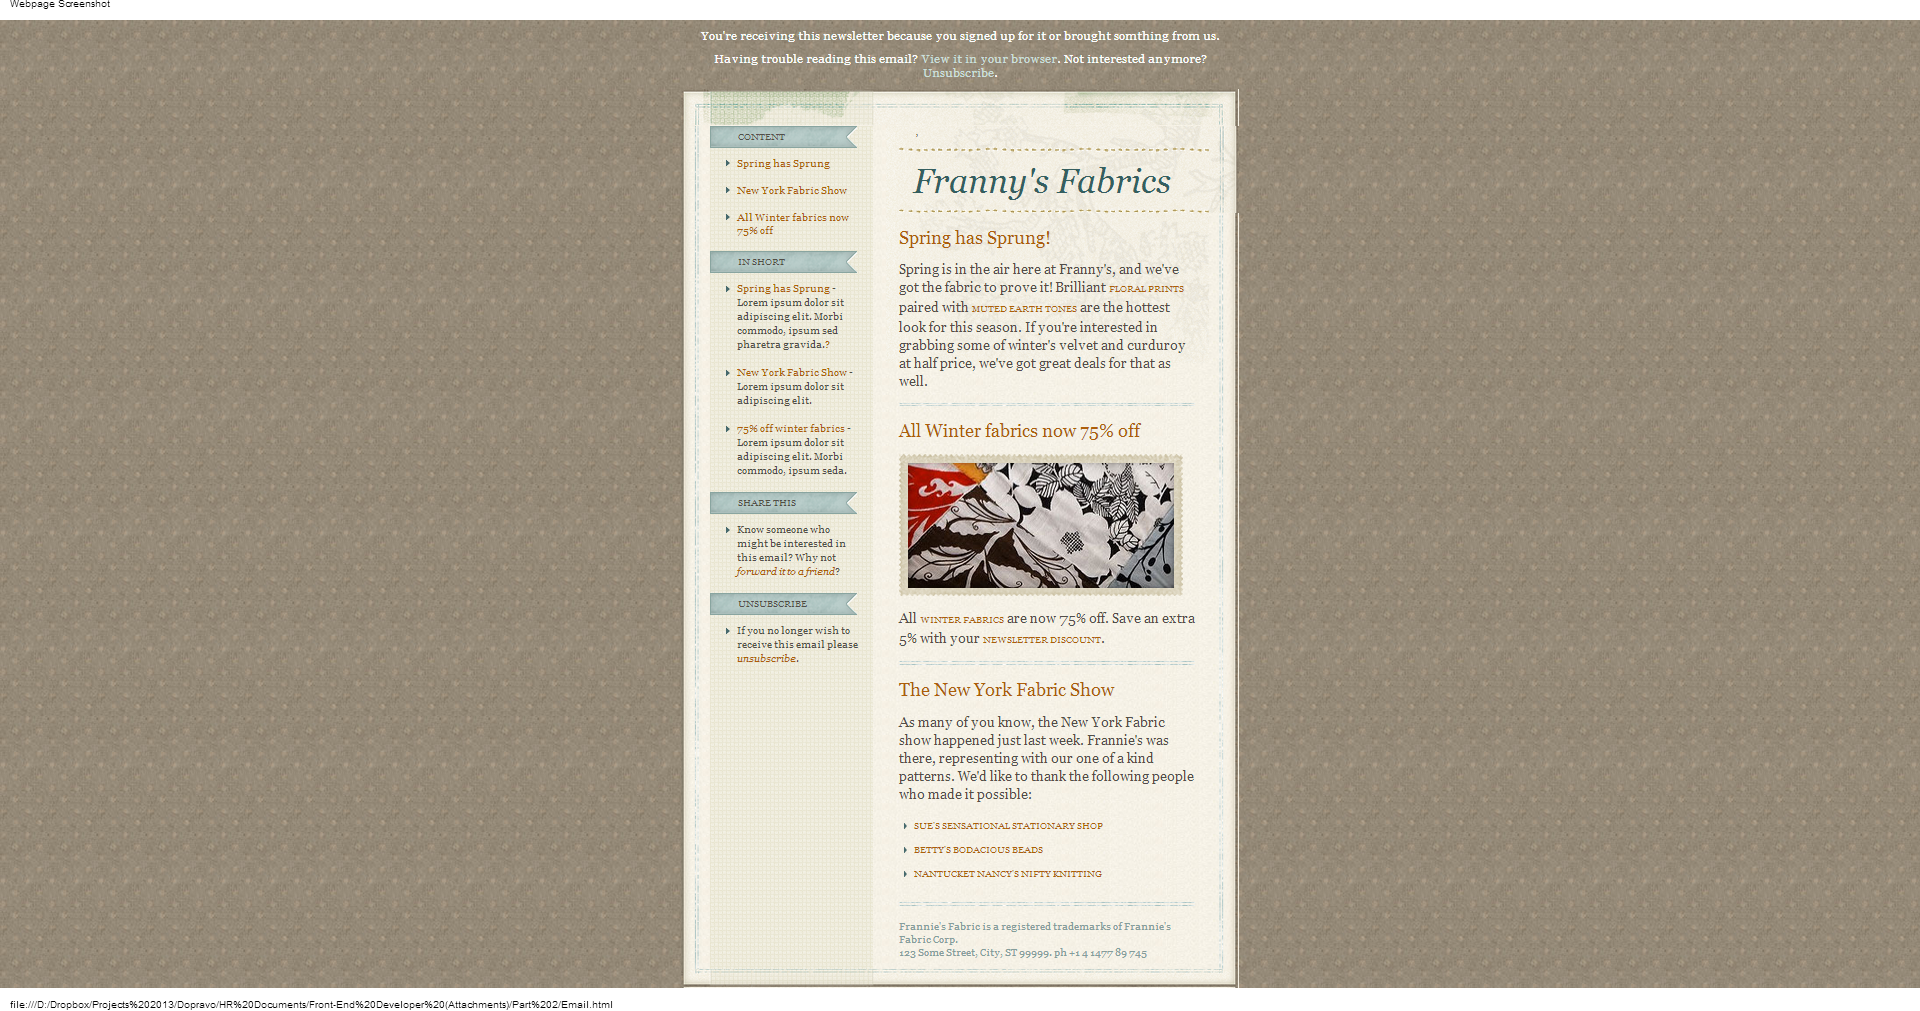 Webpage Screenshot
You're receiving this newsletter because you signed up for it or brought somthing from us.
Having trouble reading this email? View it in your browser. Not interested anymore?
Unsubscribe.
CONTENT
Spring has Sprung
New York Fabric Show
All Winter fabrics now
75% off
IN SHORT
Spring has Sprung -
Lorem ipsum dolor sit
adipiscing elit. Morbi
commodo, ipsum sed
pharetra gravida.?
New York Fabric Show -
Lorem ipsum dolor sit
adipiscing elit.
75% off winter fabrics -
Lorem ipsum dolor sit
adipiscing elit. Morbi
commodo, ipsum seda.
SHARE THIS
Know someone who
might be interested in
this email? Why not
forward it to a friend?
UNSUBSCRIBE
If you no longer wish to
receive this email please
unsubscribe.
,
Franny's Fabrics
Spring has Sprung!
Spring is in the air here at Franny's, and we've
got the fabric to prove it! Brilliant FLORAL PRINTS
paired with MUTED EARTH TONES are the hottest
look for this season. If you're interested in
grabbing some of winter's velvet and curduroy
at half price, we've got great deals for that as
well.
All Winter fabrics now 75% off
All WINTER FABRICS are now 75% off. Save an extra
5% with your NEWSLETTER DISCOUNT.
The New York Fabric Show
As many of you know, the New York Fabric
show happened just last week. Frannie's was
there, representing with our one of a kind
patterns. We'd like to thank the following people
who made it possible:
SUE'S SENSATIONAL STATIONARY SHOP
BETTY'S BODACIOUS BEADS
NANTUCKET NANCY'S NIFTY KNITTING
Frannie's Fabric is a registered trademarks of Frannie's
Fabric Corp.
123 Some Street, City, ST 99999. ph +1 4 1477 89 745
file:///D:/Dropbox/Projects%202013/Dopravo/HR%20Documents/Front-End%20Developer%20(Attachments)/Part%202/Email.html